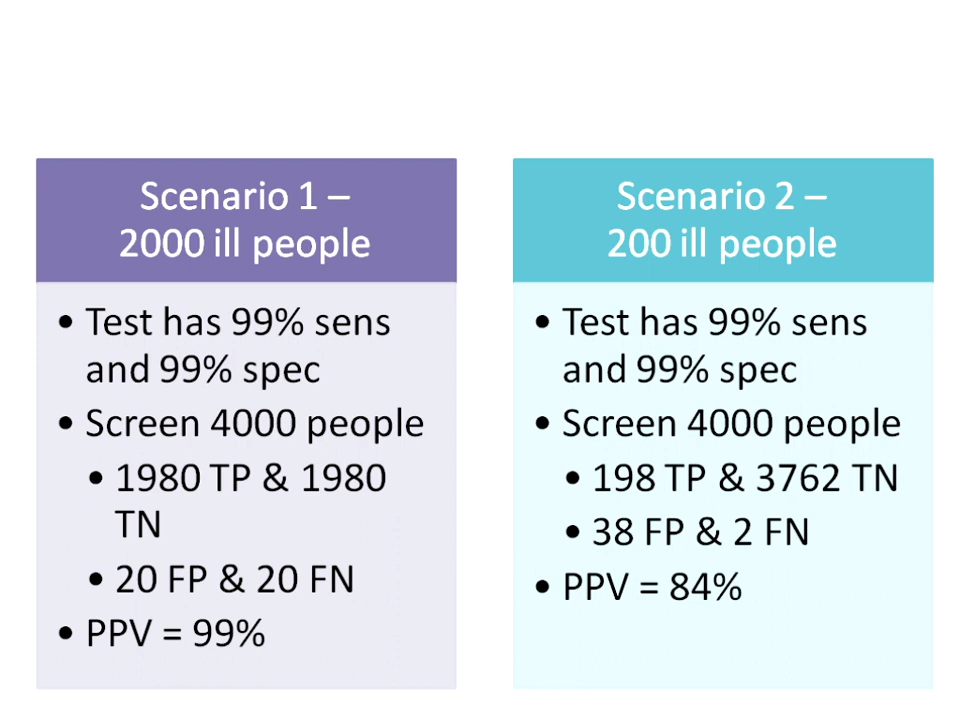 Scenario 1 –
2000 ill people
• Test has 99% sens
and 99% spec
• Screen 4000 people
• 1980 TP & 1980
TN
• 20 FP & 20 FN
• PPV = 99%
Scenario 2 –
200 ill people
• Test has 99% sens
and 99% spec
• Screen 4000 people
• 198 TP & 3762 TN
• 38 FP & 2 FN
• PPV = 84%